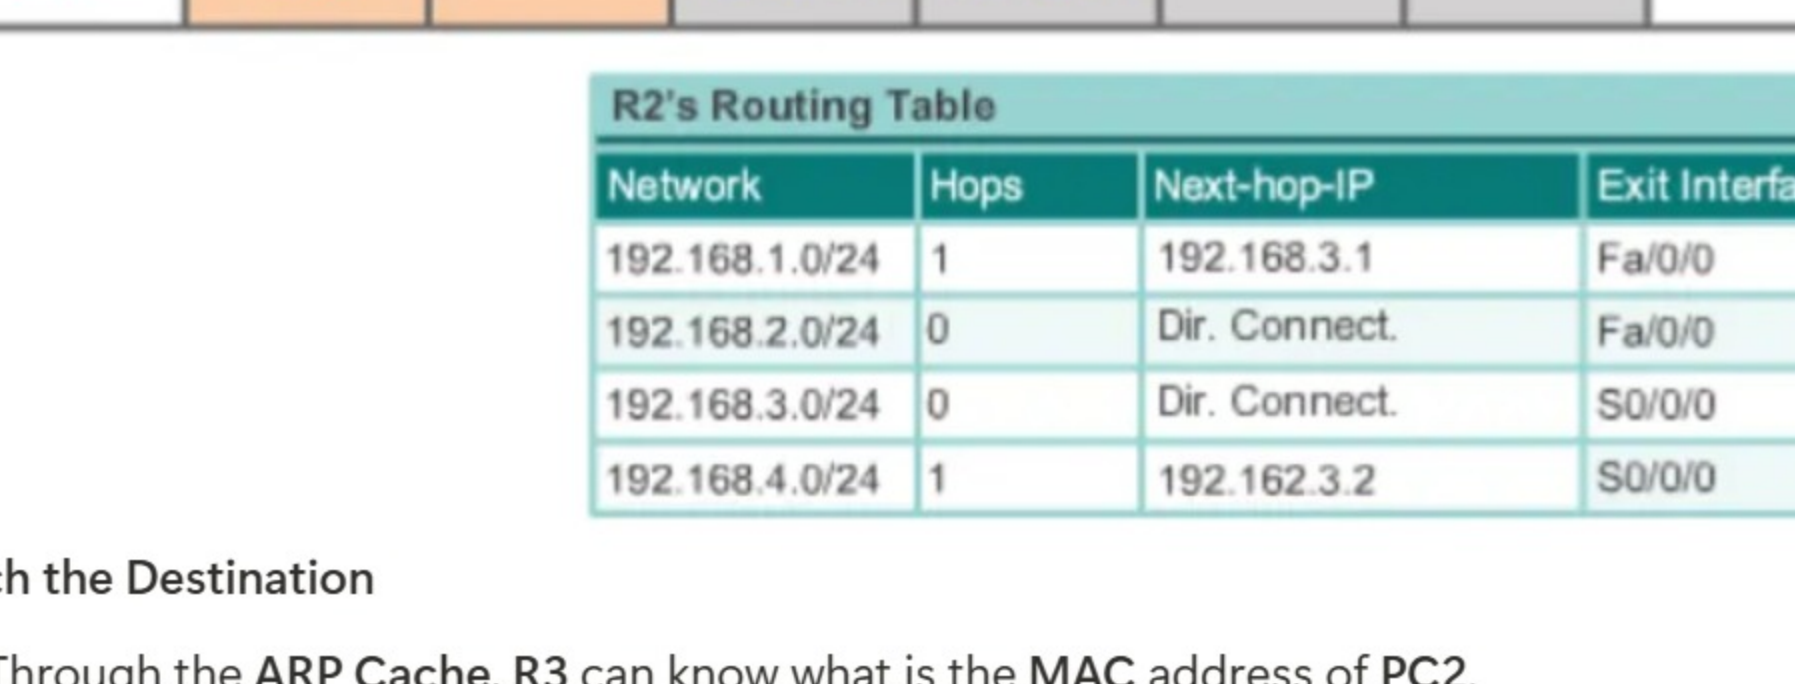 R2's Routing Table
Network Hops Next-hop-IP Exit Interfa
192.168.1.0/24 1 192.168.3.1 Fa/0/0
192.168.2.0/24 0 Dir. Connect. Fa/0/0
192.168.3.0/24 0 Dir. Connect. S0/0/0
192.168.4.0/24 1 192.162.3.2 S0/0/0
ch the Destination
Through the ARP Cache, R3 can know what is the MAC address of PC2.